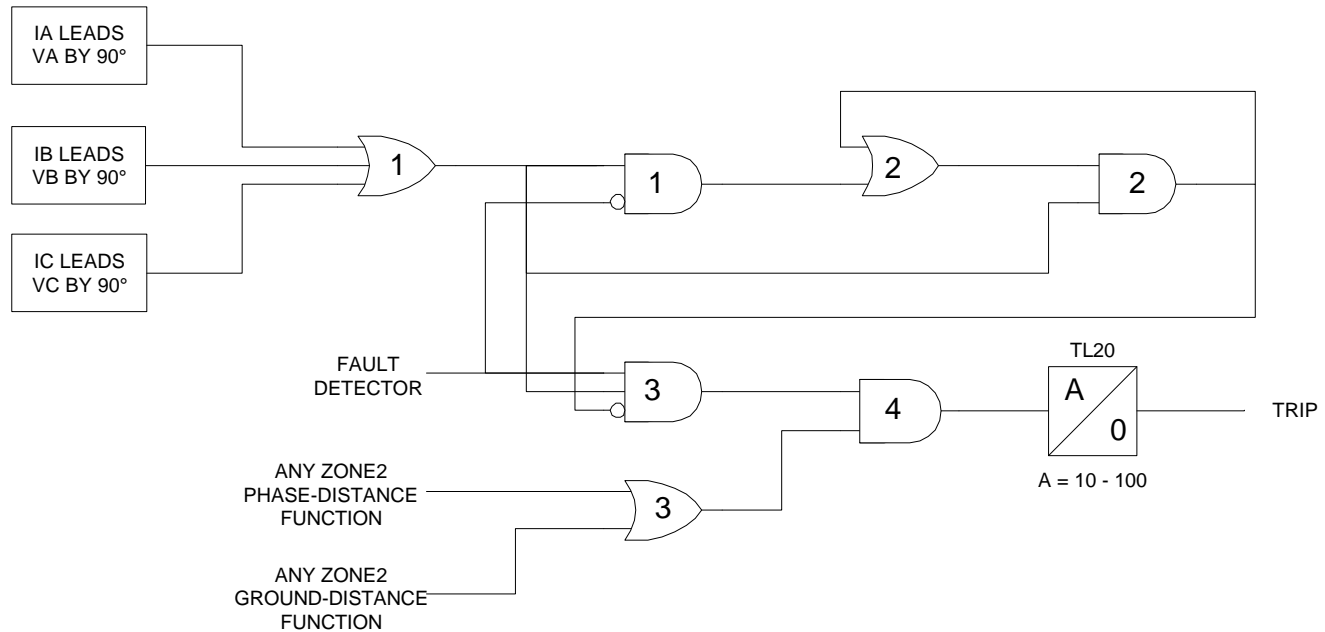 IA LEADS
VA BY 90°
IB LEADS
VB BY 90°
IC LEADS
VC BY 90°
1
1
2
2
FAULT
DETECTOR
3
4
TL20
A
0
TRIP
A = 10 - 100
ANY ZONE2
PHASE-DISTANCE
FUNCTION
3
ANY ZONE2
GROUND-DISTANCE
FUNCTION